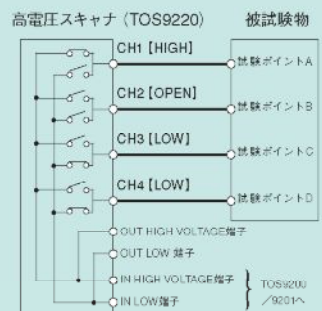 高電圧スキャナ（TOS9220）
被試験物
CH1【HIGH】
試験ポイントA
CH2【OPEN】
試験ポイントB
CH3【LOW】
試験ポイントC
CH4【LOW】
試験ポイントD
OUT HIGH VOLTAGE端子
OUT LOW 端子
IN HIGH VOLTAGE端子
IN LOW端子
TOS9200
／9201へ